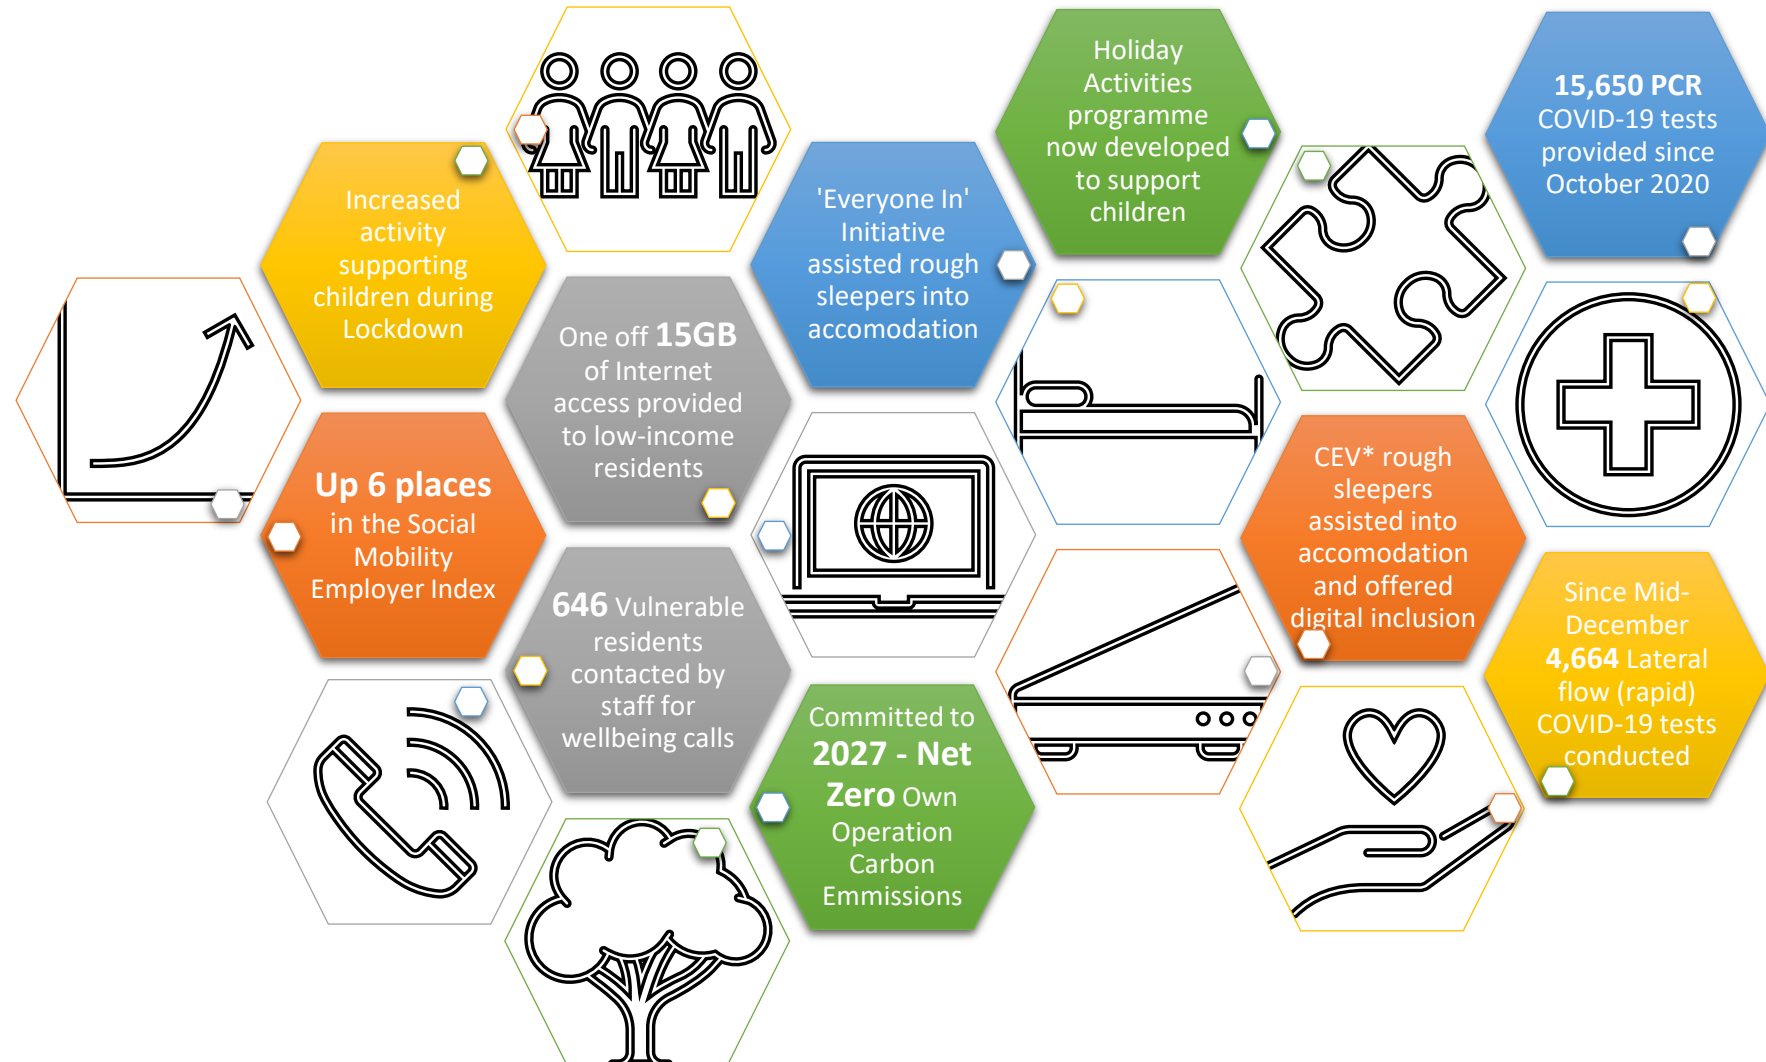 Increased
activity
supporting
children during
Lockdown
Up 6 places
in the Social
Mobility
Employer Index
One off 15GB
of Internet
access provided
to low-income
residents
646 Vulnerable
residents
contacted by
staff for
wellbeing calls
'Everyone In'
Initiative
assisted rough
sleepers into
accomodation
Committed to
2027 - Net
Zero Own
Operation
Carbon
Emmissions
Holiday
Activities
programme
now developed
to support
children
CEV* rough
sleepers
assisted into
accomodation
and offered
digital inclusion
15,650 PCR
COVID-19 tests
provided since
October 2020
Since Mid-
December
4,664 Lateral
flow (rapid)
COVID-19 tests
conducted